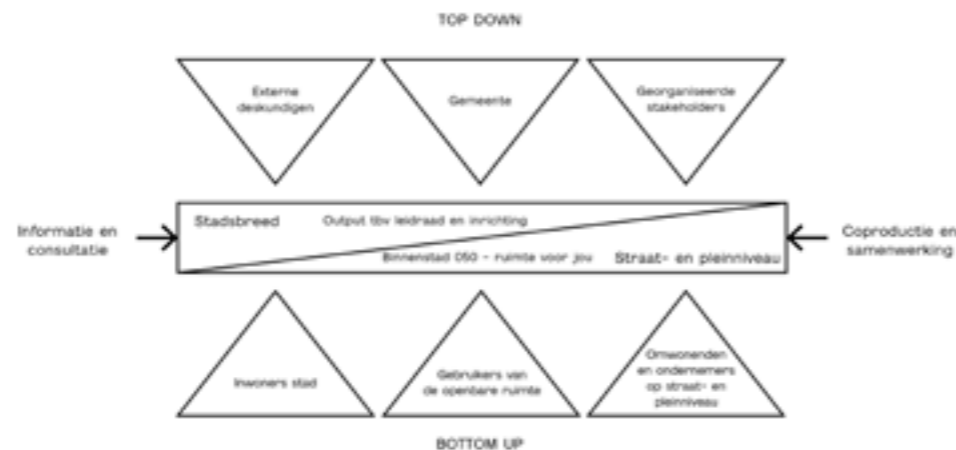 TOP DOWN
Externe
deskundigen
Gemeente
Georganiseerde
stakeholders
Informatie en
consultatie
Stadsbreed
Output tbv leidraad en inrichting
Binnenstad 050 - ruimte voor jou
Straat- en pleinniveau
Coproductie en
samenwerking
Inwoners stad
Gebruikers van
de openbare ruimte
Omwonenden
en ondernemers
op straat- en
pleinniveau
BOTTOM UP